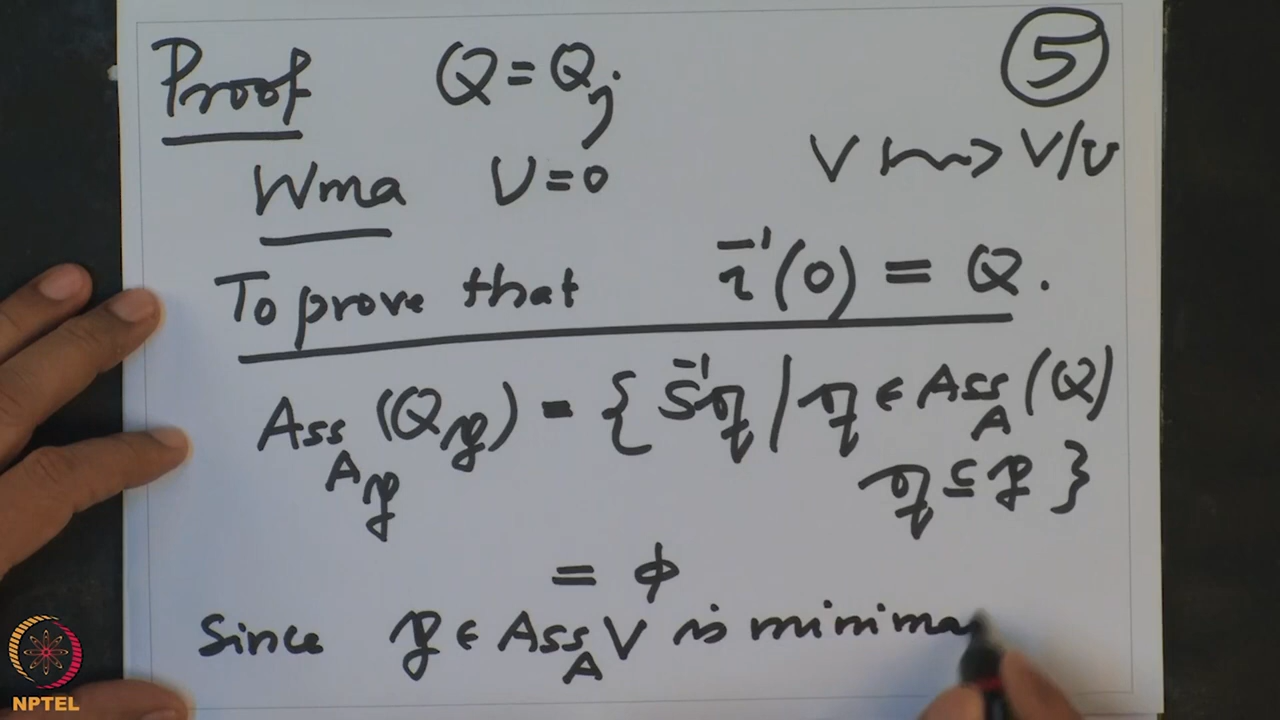 Proof Q = Qⱼ
5
Wma U = 0 V ⟿ V/U
To prove that i⁻¹(0) = Q.
Ass_{A_𝔭}(Q_𝔭) = { S⁻¹𝔮 | 𝔮 ∈ Ass_A(Q)
𝔮 ⊆ 𝔭 }
= ϕ
Since 𝔭 ∈ Ass_A V is minima
NPTEL